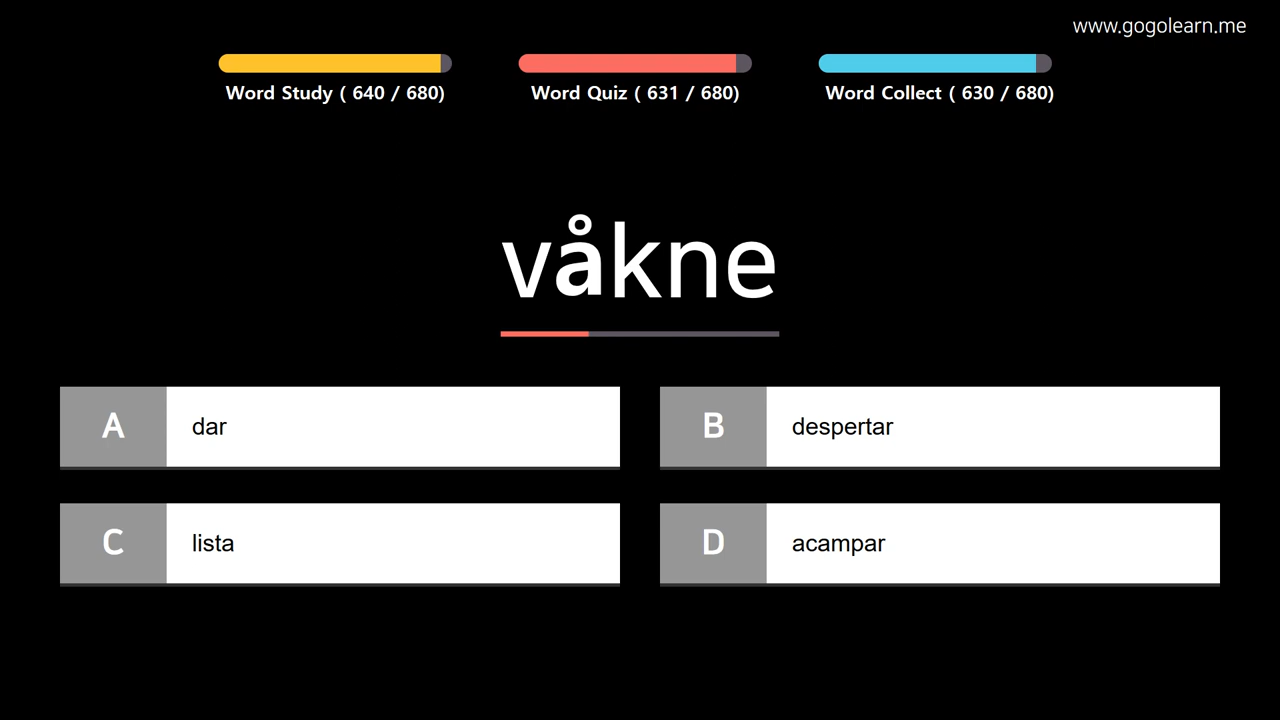 www.gogolearn.me
Word Study ( 640 / 680)
Word Quiz ( 631 / 680)
Word Collect ( 630 / 680)
våkne
A dar
B despertar
C lista
D acampar